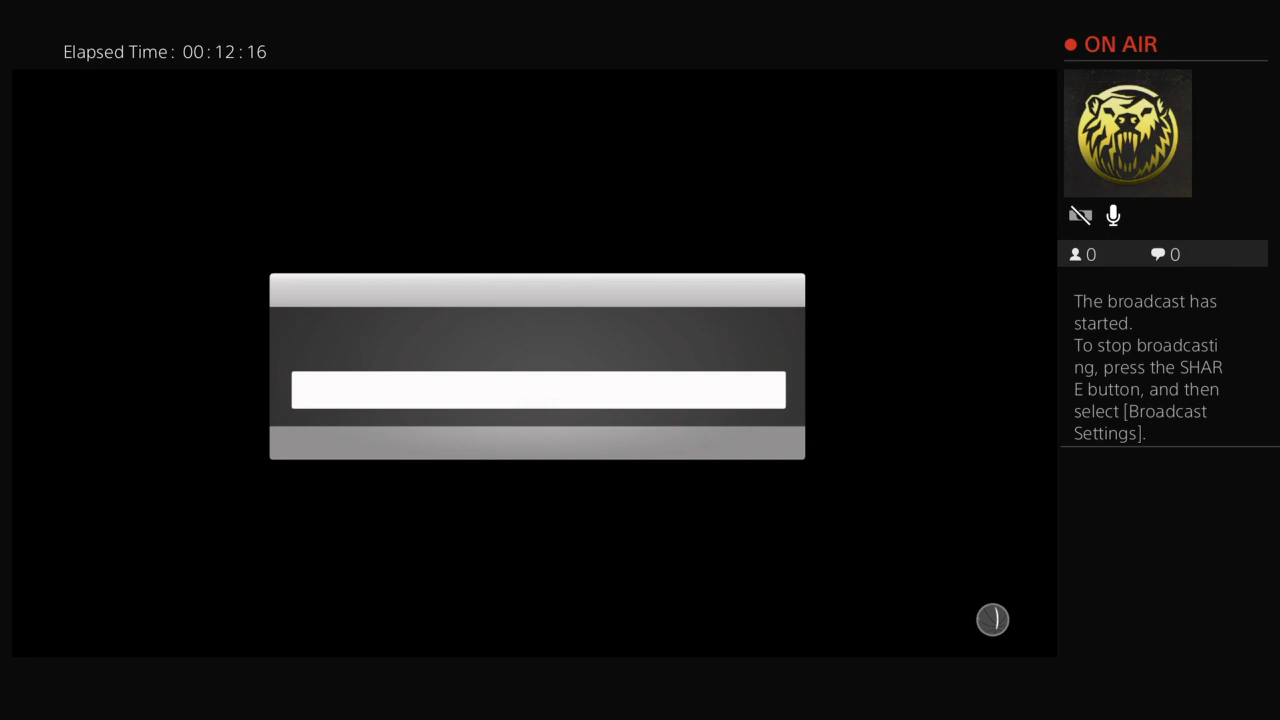 Elapsed Time: 00:12:16
ON AIR
0 0
The broadcast has
started.
To stop broadcasti
ng, press the SHAR
E button, and then
select [Broadcast
Settings].